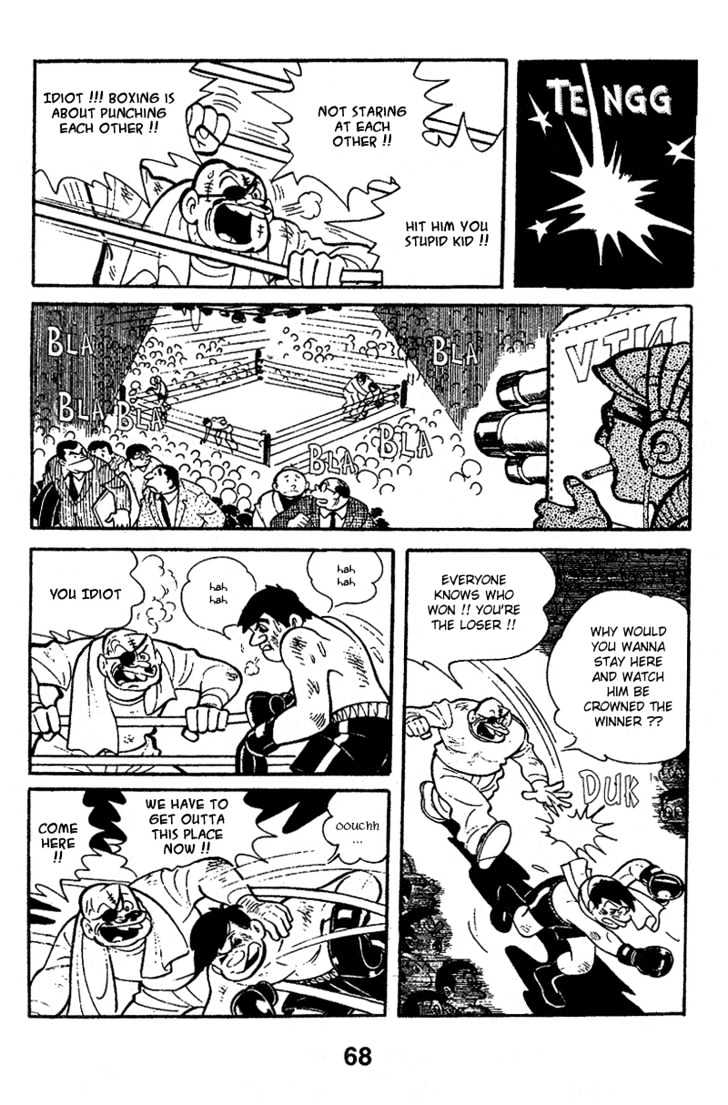 IDIOT !!! BOXING IS
ABOUT PUNCHING
EACH OTHER !!
NOT STARING
AT EACH
OTHER !!
HIT HIM YOU
STUPID KID !!
TENGG
BLA
BLA
BLA
BLA
BLA
BLA
YOU IDIOT
hah
hah
hah
hah
EVERYONE
KNOWS WHO
WON !! YOU'RE
THE LOSER !!
WHY WOULD
YOU WANNA
STAY HERE
AND WATCH
HIM BE
CROWNED THE
WINNER ??
DUK
COME
HERE !!
WE HAVE TO
GET OUTTA
THIS PLACE
NOW !!
oouchh
...
68